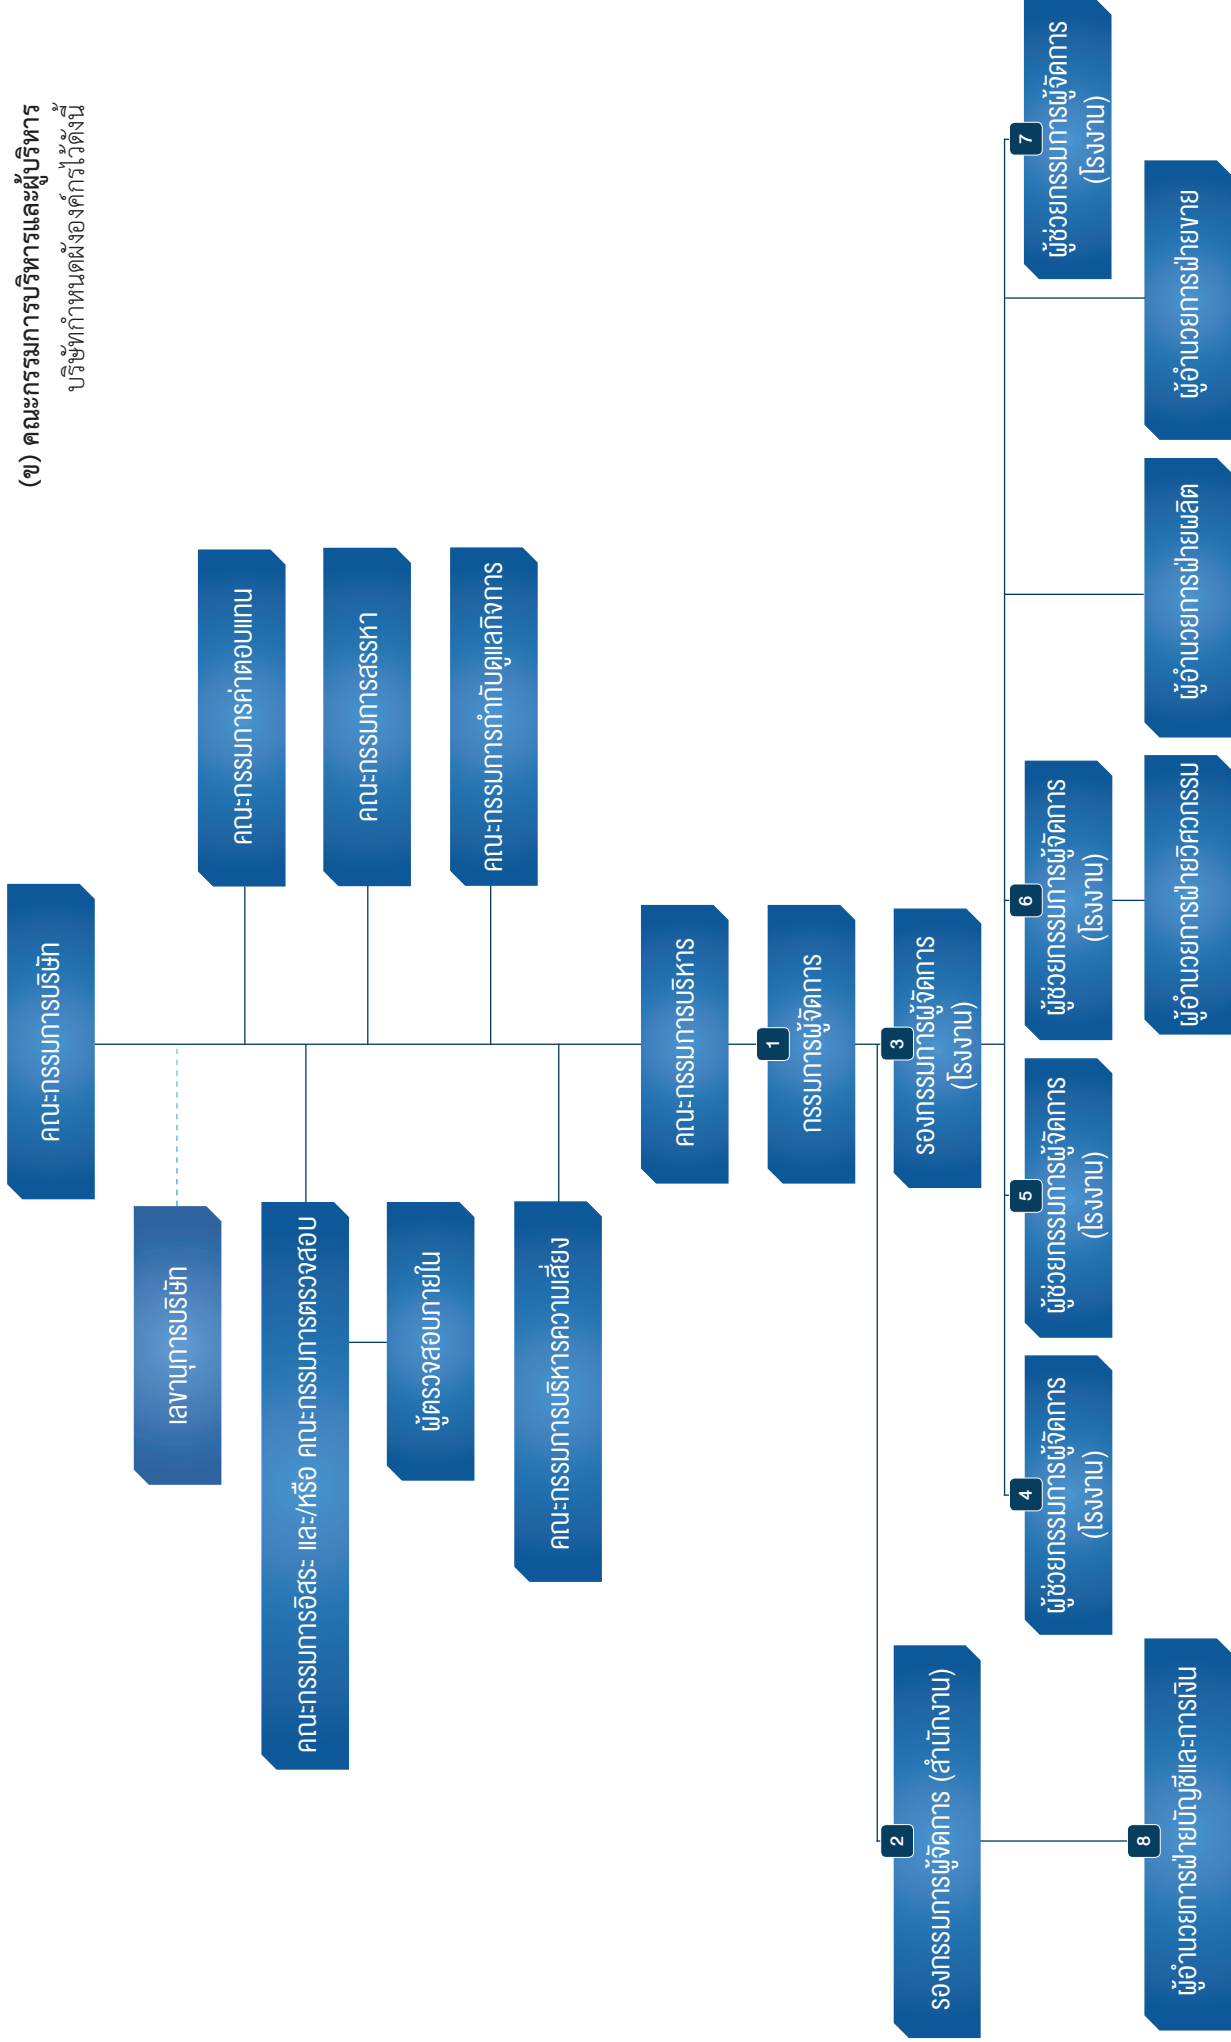 (ข) คณะกรรมการบริหารและผู้บริหาร
บริษัทกำหนดผังองค์กรไว้ดังนี้
คณะกรรมการบริษัท
เลขานุการบริษัท
คณะกรรมการค่าตอบแทน
คณะกรรมการอิสระ และ/หรือ คณะกรรมการตรวจสอบ
คณะกรรมการสรรหา
ผู้ตรวจสอบภายใน
คณะกรรมการกำกับดูแลกิจการ
คณะกรรมการบริหารความเสี่ยง
คณะกรรมการบริหาร
1
กรรมการผู้จัดการ
2
รองกรรมการผู้จัดการ (สำนักงาน)
3
รองกรรมการผู้จัดการ
(โรงงาน)
4
ผู้ช่วยกรรมการผู้จัดการ
(โรงงาน)
5
ผู้ช่วยกรรมการผู้จัดการ
(โรงงาน)
6
ผู้ช่วยกรรมการผู้จัดการ
(โรงงาน)
7
ผู้ช่วยกรรมการผู้จัดการ
(โรงงาน)
8
ผู้อำนวยการฝ่ายบัญชีและการเงิน
ผู้อำนวยการฝ่ายวิศวกรรม
ผู้อำนวยการฝ่ายผลิต
ผู้อำนวยการฝ่ายขาย